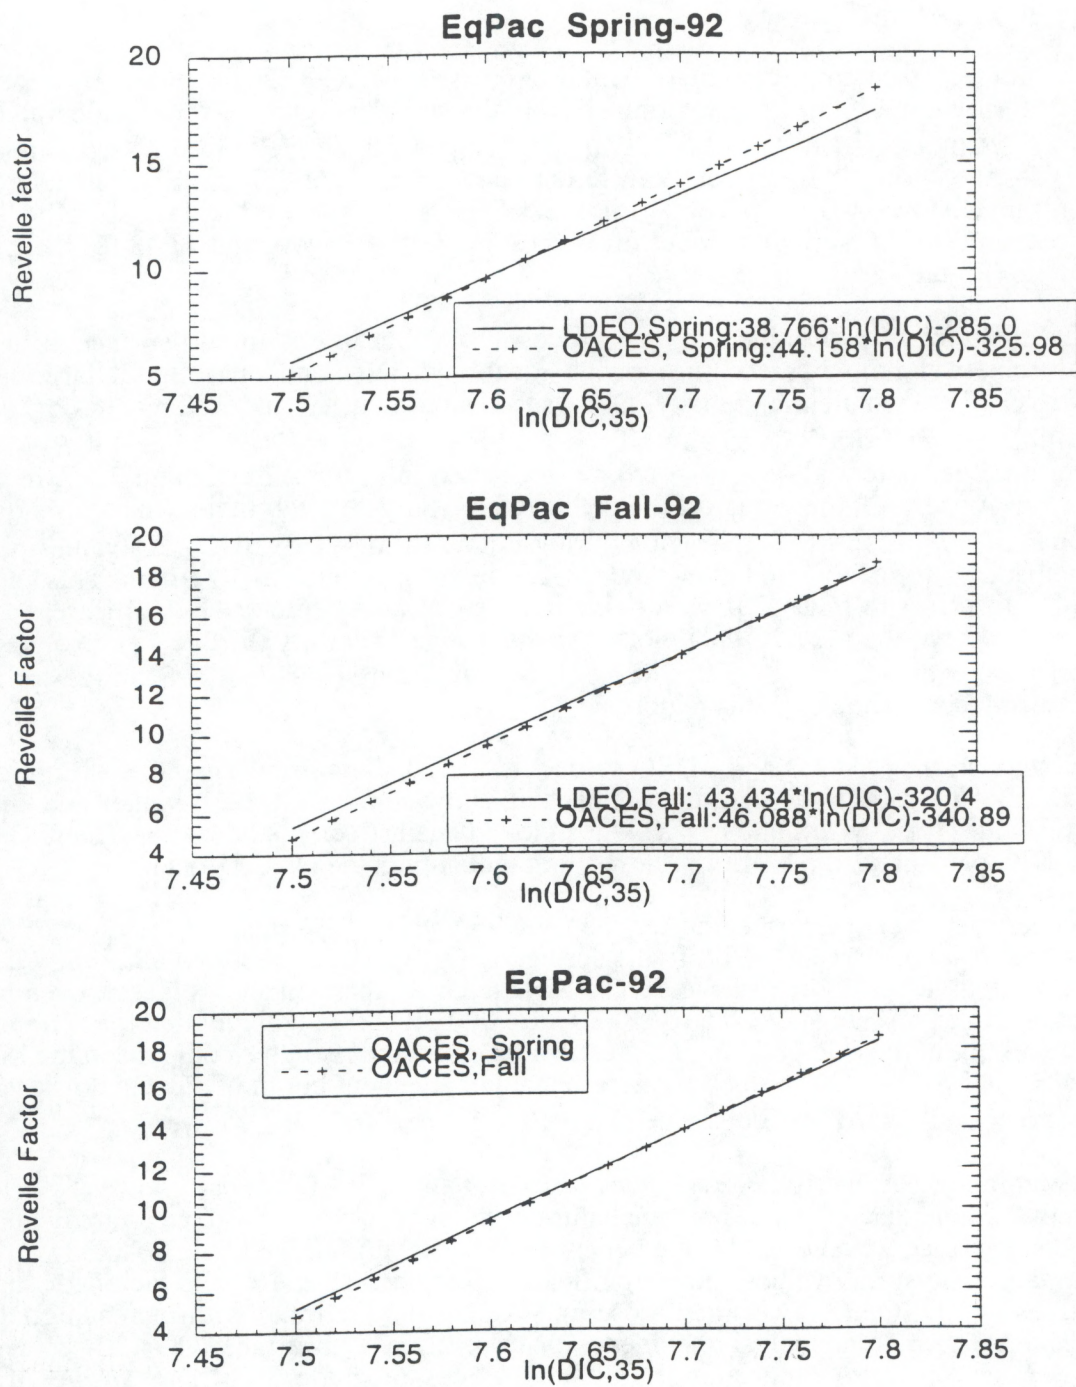 EqPac Spring-92
20
15
10
5
Revelle factor
LDEO,Spring:38.766*ln(DIC)-285.0
OACES, Spring:44.158*ln(DIC)-325.98
7.45 7.5 7.55 7.6 7.65 7.7 7.75 7.8 7.85
ln(DIC,35)
EqPac Fall-92
20
18
16
14
12
10
8
6
4
Revelle Factor
LDEO,Fall: 43.434*ln(DIC)-320.4
OACES,Fall:46.088*ln(DIC)-340.89
7.45 7.5 7.55 7.6 7.65 7.7 7.75 7.8 7.85
ln(DIC,35)
EqPac-92
20
18
16
14
12
10
8
6
4
Revelle Factor
OACES, Spring
OACES,Fall
7.45 7.5 7.55 7.6 7.65 7.7 7.75 7.8 7.85
ln(DIC,35)